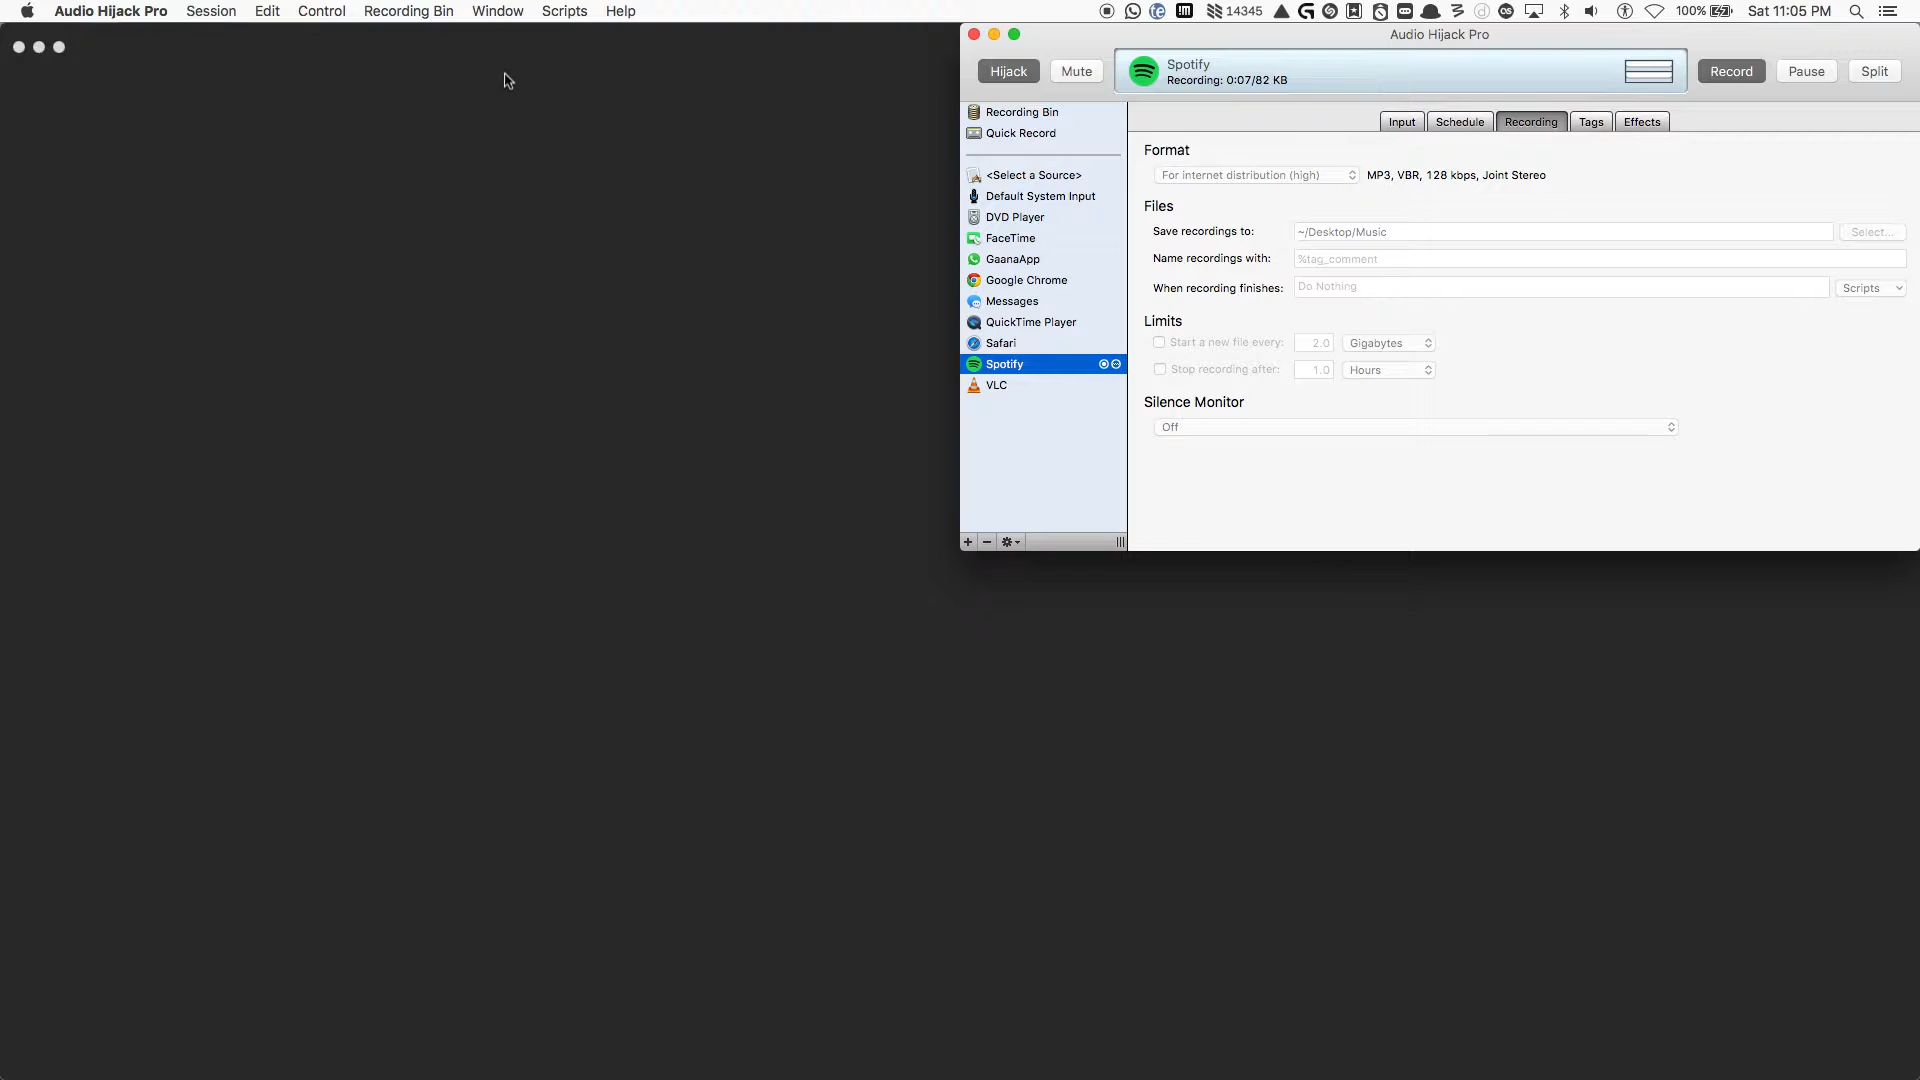 Audio Hijack Pro Session Edit Control Recording Bin Window Scripts Help 14345 100% Sat 11:05 PM
Audio Hijack Pro
Hijack Mute Spotify Record Pause Split
Recording: 0:07/82 KB
Recording Bin
Quick Record
<Select a Source>
Default System Input
DVD Player
FaceTime
GaanaApp
Google Chrome
Messages
QuickTime Player
Safari
Spotify
VLC
Input Schedule Recording Tags Effects
Format
For internet distribution (high) MP3, VBR, 128 kbps, Joint Stereo
Files
Save recordings to: ~/Desktop/Music Select...
Name recordings with: %tag_comment
When recording finishes: Do Nothing Scripts
Limits
Start a new file every: 2.0 Gigabytes
Stop recording after: 1.0 Hours
Silence Monitor
Off